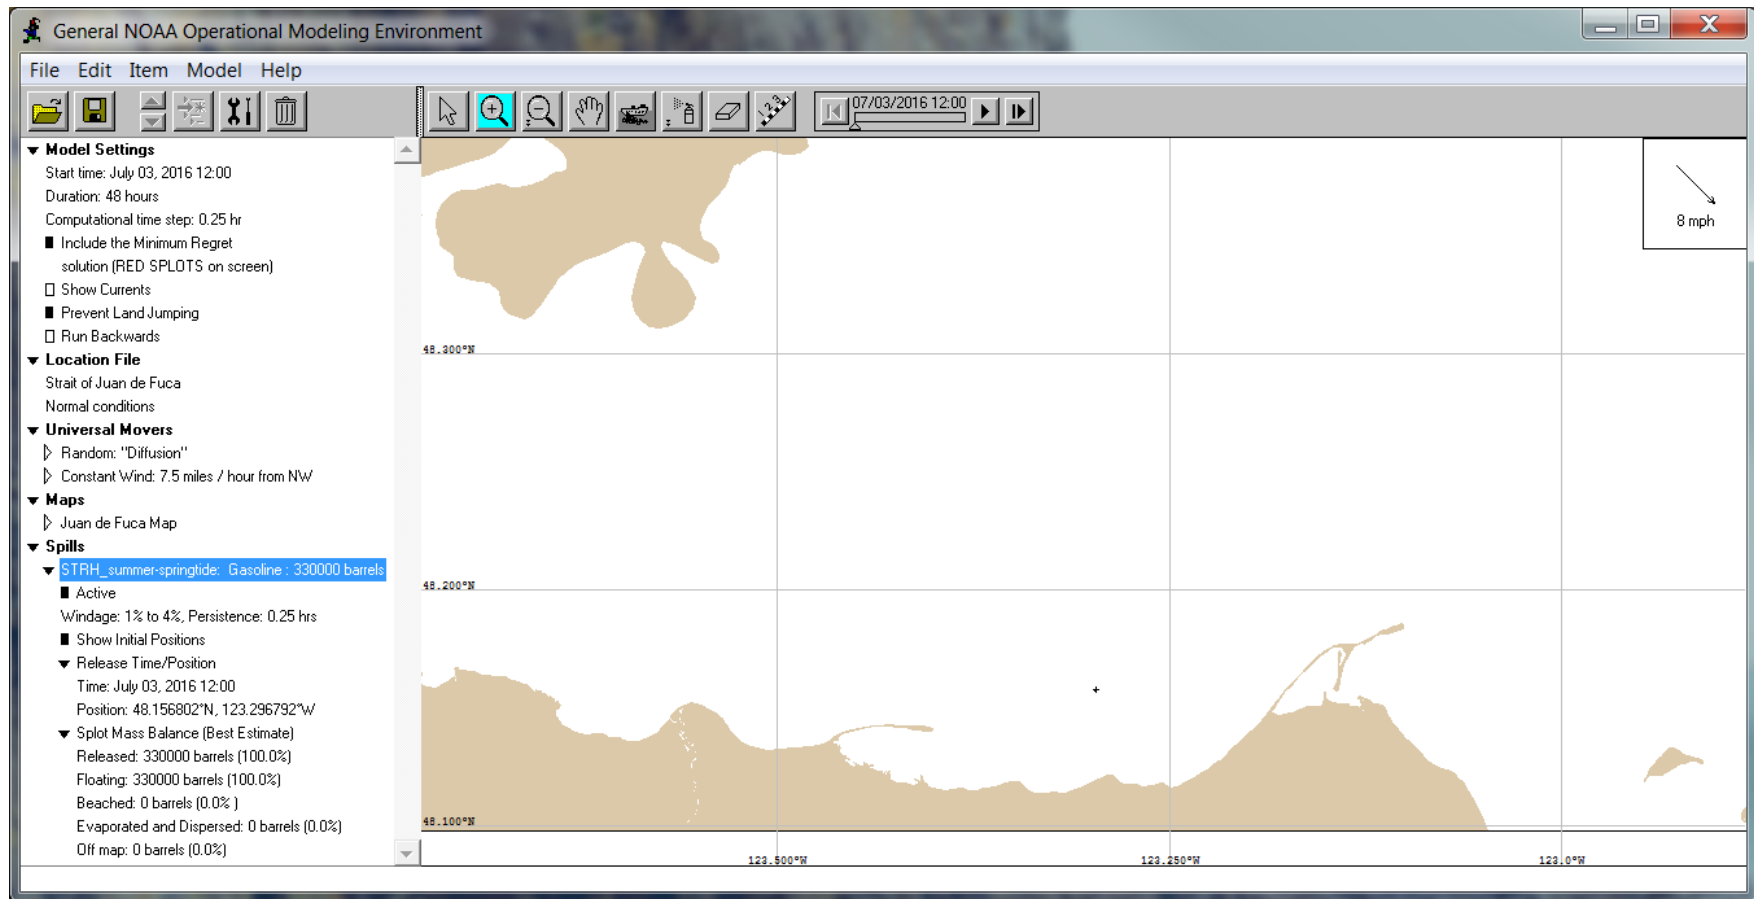 General NOAA Operational Modeling Environment
File Edit Item Model Help
07/03/2016 12:00
Model Settings
Start time: July 03, 2016 12:00
Duration: 48 hours
Computational time step: 0.25 hr
Include the Minimum Regret
solution (RED SPLOTS on screen)
Show Currents
Prevent Land Jumping
Run Backwards
Location File
Strait of Juan de Fuca
Normal conditions
Universal Movers
Random: "Diffusion"
Constant Wind: 7.5 miles / hour from NW
Maps
Juan de Fuca Map
Spills
STRH_summer-springtide: Gasoline : 330000 barrels
Active
Windage: 1% to 4%, Persistence: 0.25 hrs
Show Initial Positions
Release Time/Position
Time: July 03, 2016 12:00
Position: 48.156802°N, 123.296792°W
Splot Mass Balance (Best Estimate)
Released: 330000 barrels (100.0%)
Floating: 330000 barrels (100.0%)
Beached: 0 barrels (0.0% )
Evaporated and Dispersed: 0 barrels (0.0%)
Off map: 0 barrels (0.0%)
8 mph
48.300°N
48.200°N
48.100°N
123.500°W
123.250°W
123.0°W